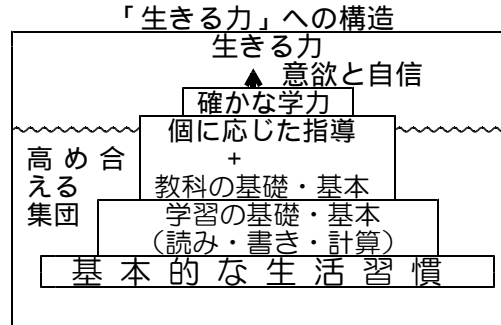 「生きる力」への構造
生きる力
▲ 意欲と自信
確かな学力
個に応じた指導
+
教科の基礎・基本
高め合
える
集団
学習の基礎・基本
（読み・書き・計算）
基本的な生活習慣